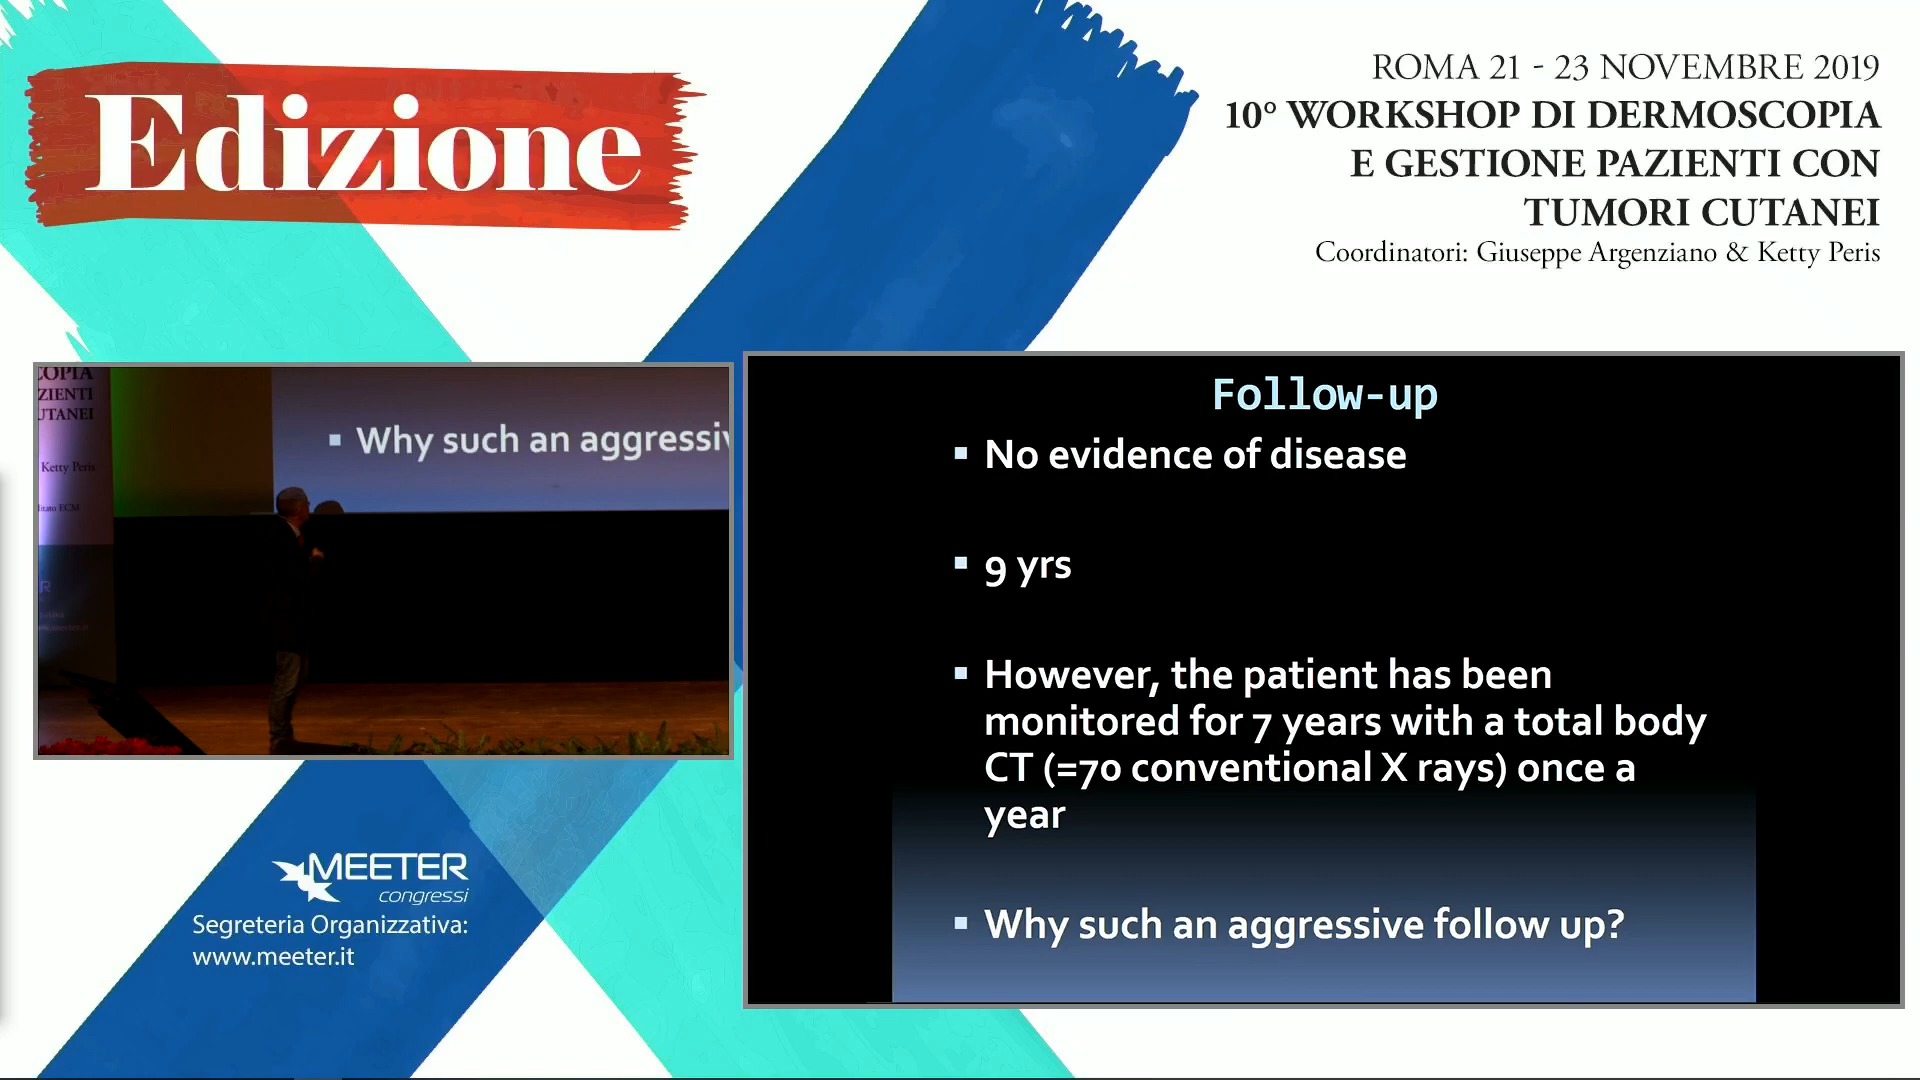 Edizione
ROMA 21 - 23 NOVEMBRE 2019
10° WORKSHOP DI DERMOSCOPIA
E GESTIONE PAZIENTI CON
TUMORI CUTANEI
Coordinatori: Giuseppe Argenziano & Ketty Peris
COPIA
ZIENTI
UTANEI
Ketty Peris
Why such an aggressiv
Follow-up
No evidence of disease
9 yrs
However, the patient has been
monitored for 7 years with a total body
CT (=70 conventional X rays) once a
year
Why such an aggressive follow up?
MEETER
congressi
Segreteria Organizzativa:
www.meeter.it